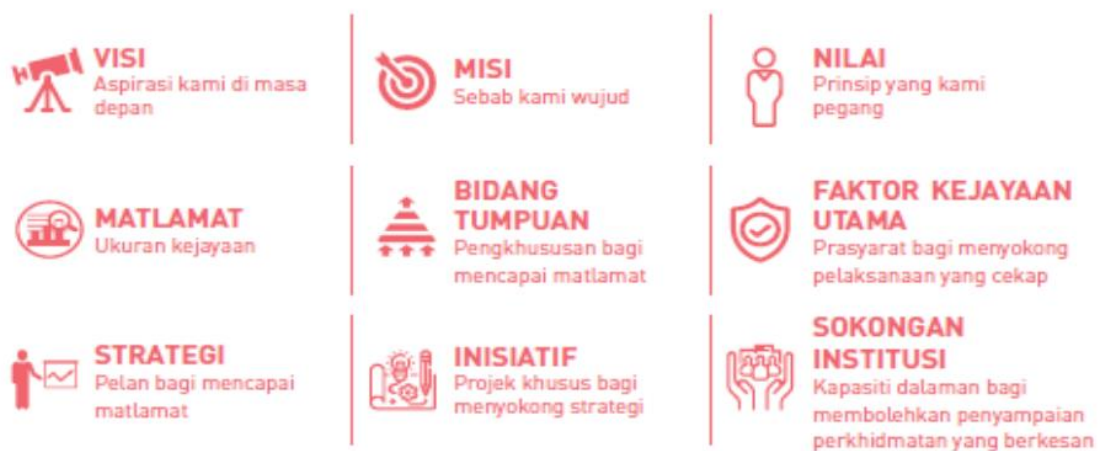 VISI
Aspirasi kami di masa
depan
MISI
Sebab kami wujud
NILAI
Prinsip yang kami
pegang
MATLAMAT
Ukuran kejayaan
BIDANG
TUMPUAN
Pengkhususan bagi
mencapai matlamat
FAKTOR KEJAYAAN
UTAMA
Prasyarat bagi menyokong
pelaksanaan yang cekap
STRATEGI
Pelan bagi mencapai
matlamat
INISIATIF
Projek khusus bagi
menyokong strategi
SOKONGAN
INSTITUSI
Kapasiti dalaman bagi
membolehkan penyampaian
perkhidmatan yang berkesan